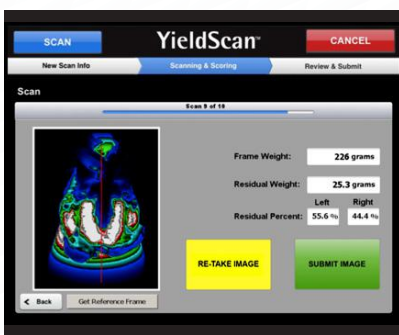 SCAN
YieldScan™
CANCEL
New Scan Info
Scanning & Scoring
Review & Submit
Scan
Scan 9 of 10
Frame Weight: 226 grams
Residual Weight: 25.3 grams
Left Right
Residual Percent: 55.6 % 44.4 %
RE-TAKE IMAGE
SUBMIT IMAGE
Back
Get Reference Frame